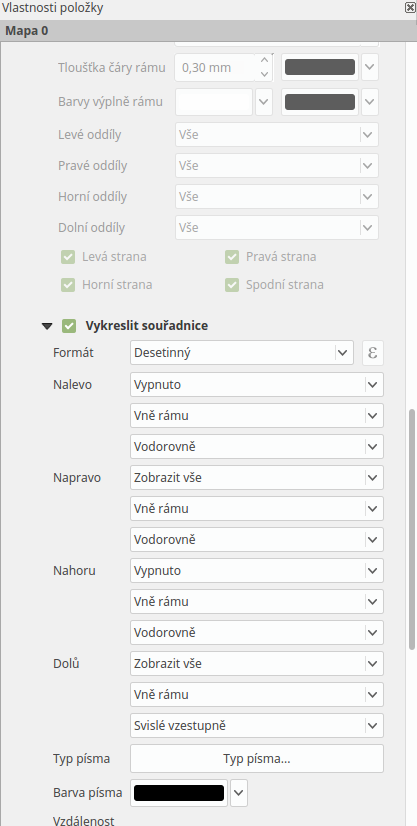 Vlastnosti položky
Mapa 0
Tloušťka čáry rámu 0,30 mm
Barvy výplně rámu
Levé oddíly Vše
Pravé oddíly Vše
Horní oddíly Vše
Dolní oddíly Vše
Levá strana Pravá strana
Horní strana Spodní strana
Vykreslit souřadnice
Formát Desetinný ε
Nalevo Vypnuto
Vně rámu
Vodorovně
Napravo Zobrazit vše
Vně rámu
Vodorovně
Nahoru Vypnuto
Vně rámu
Vodorovně
Dolů Zobrazit vše
Vně rámu
Svislé vzestupně
Typ písma Typ písma...
Barva písma
Vzdálenost